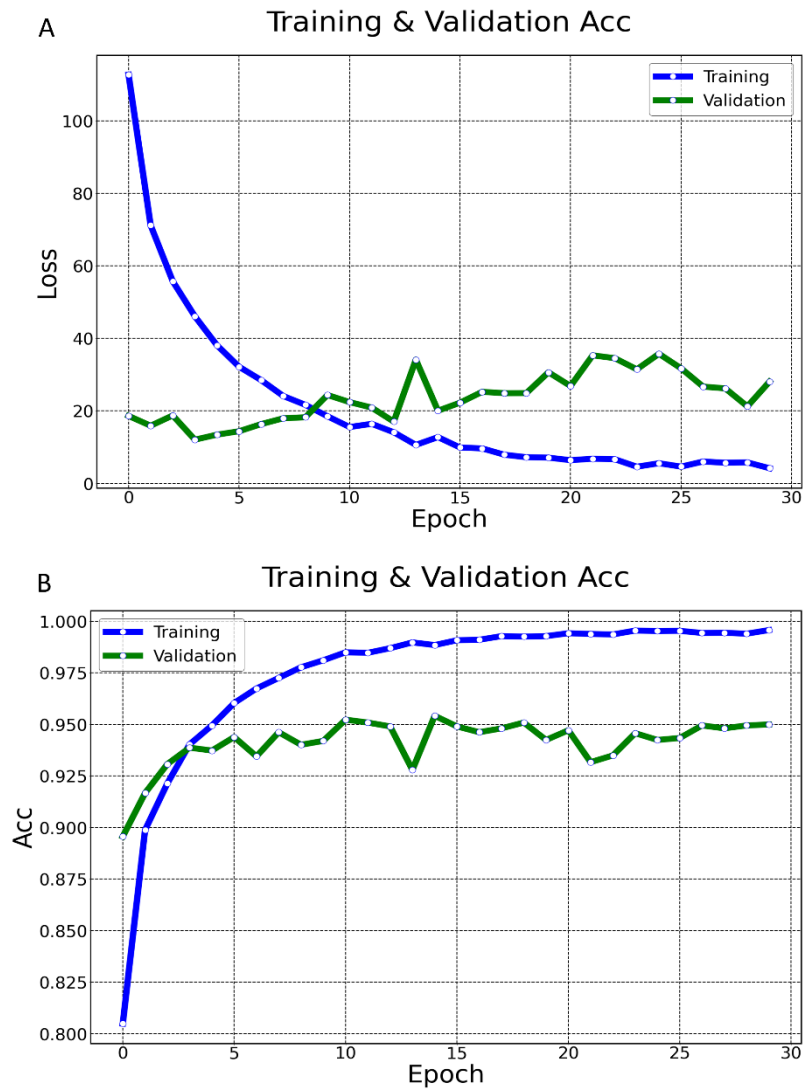 A
Training & Validation Acc
Training
Validation
100
80
60
40
20
0
Loss
0 5 10 15 20 25 30
Epoch
B
Training & Validation Acc
Training
Validation
1.000
0.975
0.950
0.925
0.900
0.875
0.850
0.825
0.800
Acc
0 5 10 15 20 25 30
Epoch